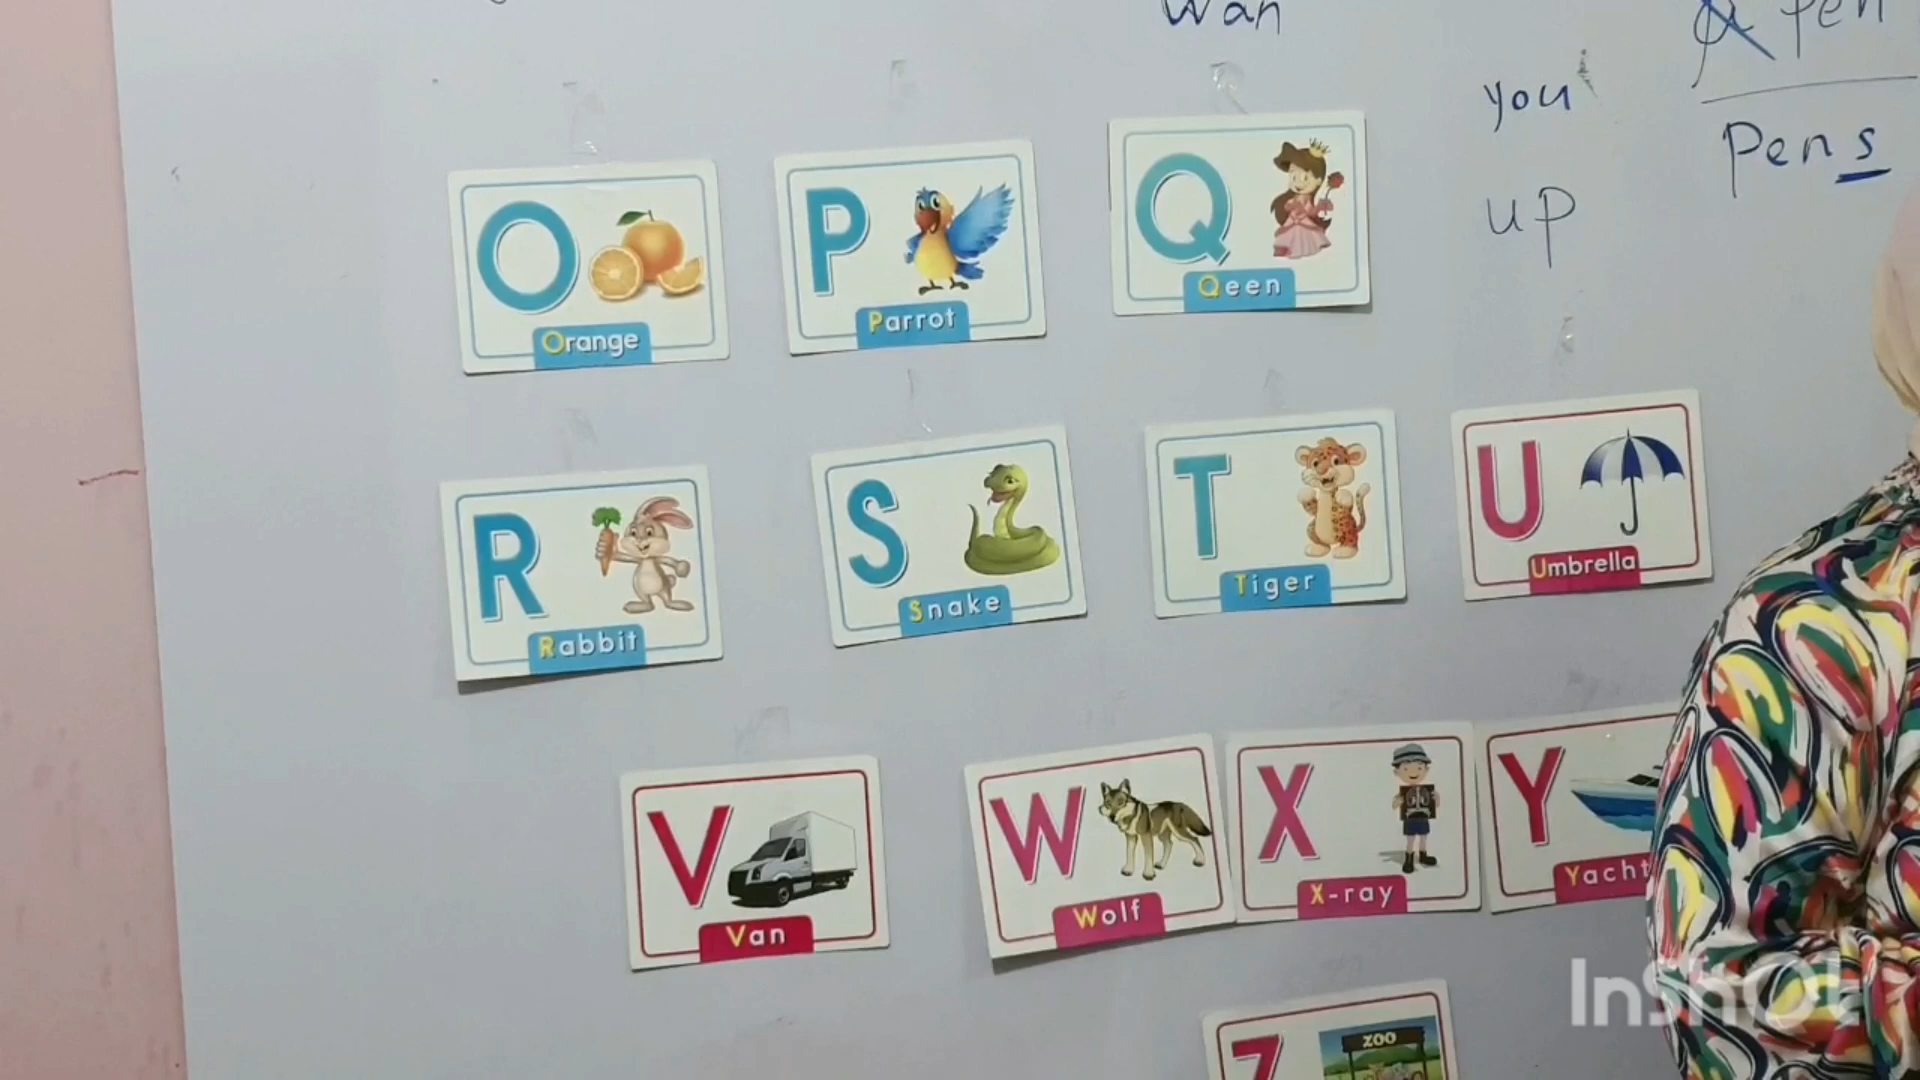 Wan
a Pen
you
Pens
up
O
Orange
P
Parrot
Q
Qeen
R
Rabbit
S
Snake
T
Tiger
U
Umbrella
V
Van
W
Wolf
X
X-ray
Y
Yacht
Z
ZOO
InShot